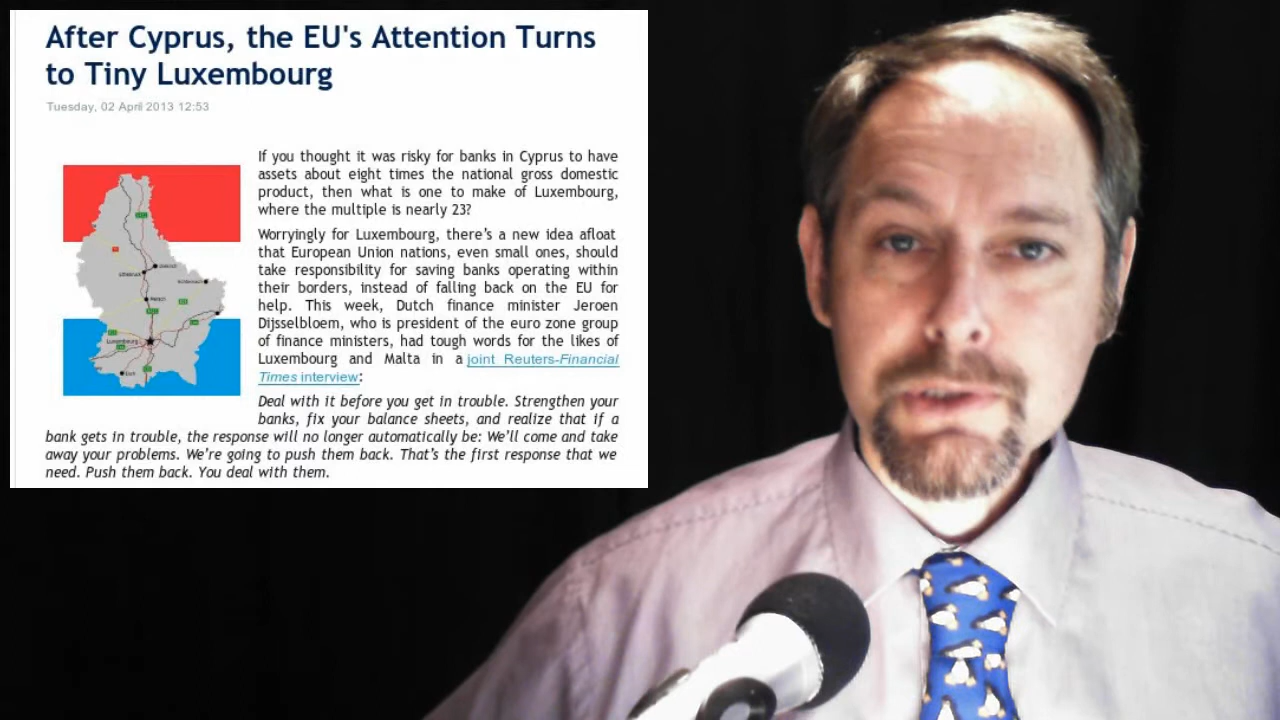 After Cyprus, the EU's Attention Turns
to Tiny Luxembourg
Tuesday, 02 April 2013 12:53
If you thought it was risky for banks in Cyprus to have
assets about eight times the national gross domestic
product, then what is one to make of Luxembourg,
where the multiple is nearly 23?
Worryingly for Luxembourg, there's a new idea afloat
that European Union nations, even small ones, should
take responsibility for saving banks operating within
their borders, instead of falling back on the EU for
help. This week, Dutch finance minister Jeroen
Dijsselbloem, who is president of the euro zone group
of finance ministers, had tough words for the likes of
Luxembourg and Malta in a joint Reuters-Financial
Times interview:
Deal with it before you get in trouble. Strengthen your
banks, fix your balance sheets, and realize that if a
bank gets in trouble, the response will no longer automatically be: We'll come and take
away your problems. We're going to push them back. That's the first response that we
need. Push them back. You deal with them.
Luxembourg